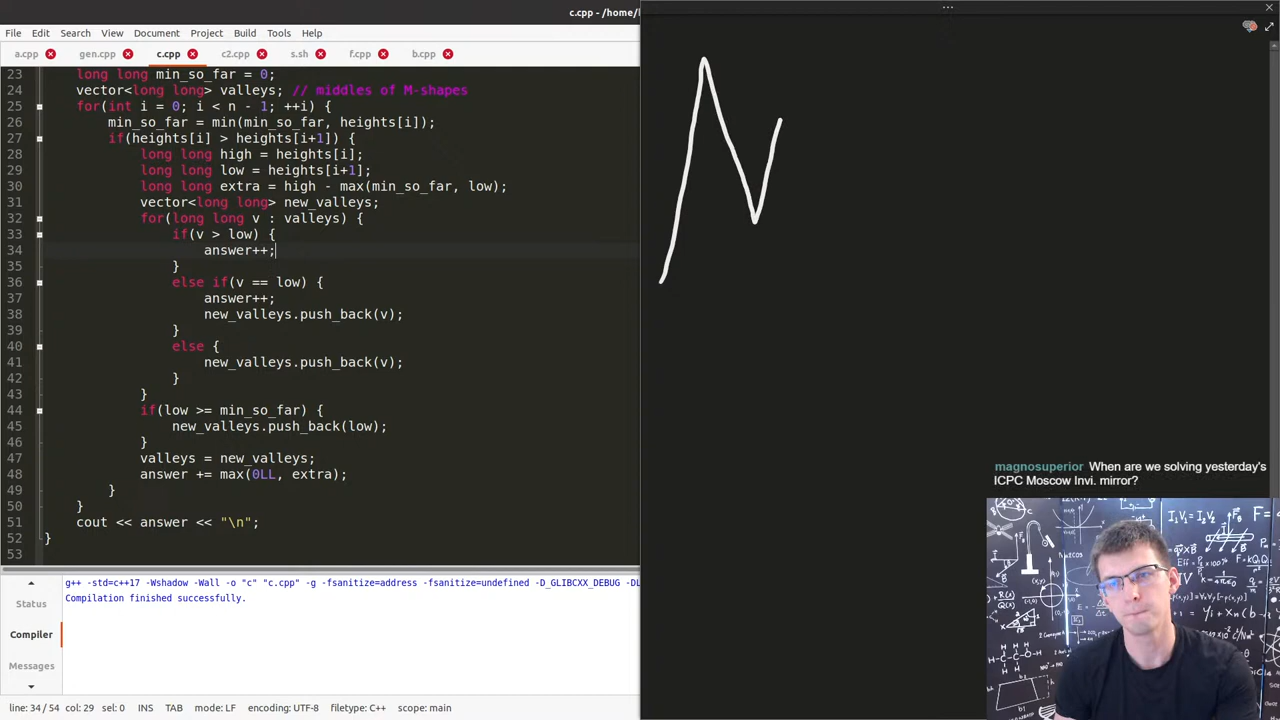 c.cpp - /home/
File Edit Search View Document Project Build Tools Help
a.cpp gen.cpp c.cpp c2.cpp s.sh f.cpp b.cpp
23 long long min_so_far = 0;
24 vector<long long> valleys; // middles of M-shapes
25 for(int i = 0; i < n - 1; ++i) {
26 min_so_far = min(min_so_far, heights[i]);
27 if(heights[i] > heights[i+1]) {
28 long long high = heights[i];
29 long long low = heights[i+1];
30 long long extra = high - max(min_so_far, low);
31 vector<long long> new_valleys;
32 for(long long v : valleys) {
33 if(v > low) {
34 answer++;
35 }
36 else if(v == low) {
37 answer++;
38 new_valleys.push_back(v);
39 }
40 else {
41 new_valleys.push_back(v);
42 }
43 }
44 if(low >= min_so_far) {
45 new_valleys.push_back(low);
46 }
47 valleys = new_valleys;
48 answer += max(0LL, extra);
49 }
50 }
51 cout << answer << "\n";
52 }
53
g++ -std=c++17 -Wshadow -Wall -o "c" "c.cpp" -g -fsanitize=address -fsanitize=undefined -D_GLIBCXX_DEBUG -DL
Compilation finished successfully.
Status
Compiler
Messages
line: 34 / 54 col: 29 sel: 0 INS TAB mode: LF encoding: UTF-8 filetype: C++ scope: main
magnosuperior When are we solving yesterday's
ICPC Moscow Invi. mirror?